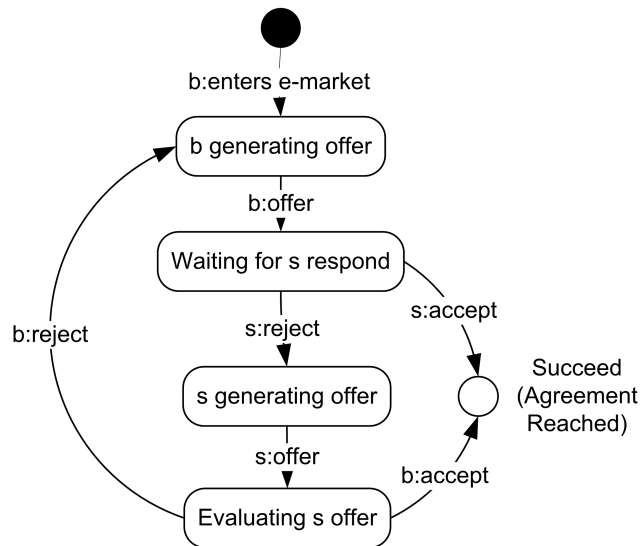 b:enters e-market
b generating offer
b:offer
Waiting for s respond
s:accept
s:reject
b:reject
Succeed
(Agreement
Reached)
s generating offer
s:offer
b:accept
Evaluating s offer